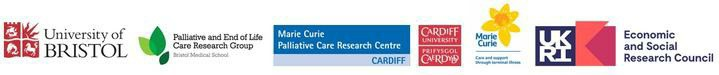 University of
BRISTOL
Palliative and End of Life
Care Research Group
Bristol Medical School
Marie Curie
Palliative Care Research Centre
CARDIFF
CARDIFF
UNIVERSITY
PRIFYSGOL
CAERDYDD
Marie
Curie
Care and support
through terminal illness
UK
RI
Economic
and Social
Research Council